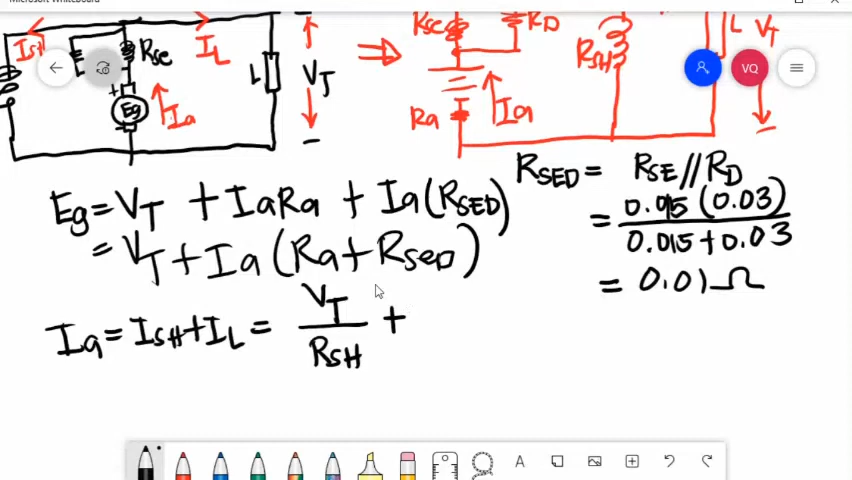 Microsoft Whiteboard
ISH
Rse
IL
L
VT
Eg
Ia
RSE
RD
RSH
L
VT
Ra
Ia
VQ
RSED = RSE//RD
Eg = VT + IaRa + Ia(RSED)
= 0.015(0.03) / 0.015+0.03
= VT + Ia(Ra+RSED)
= 0.01Ω
Ia = ISH+IL = VT / RSH +
A